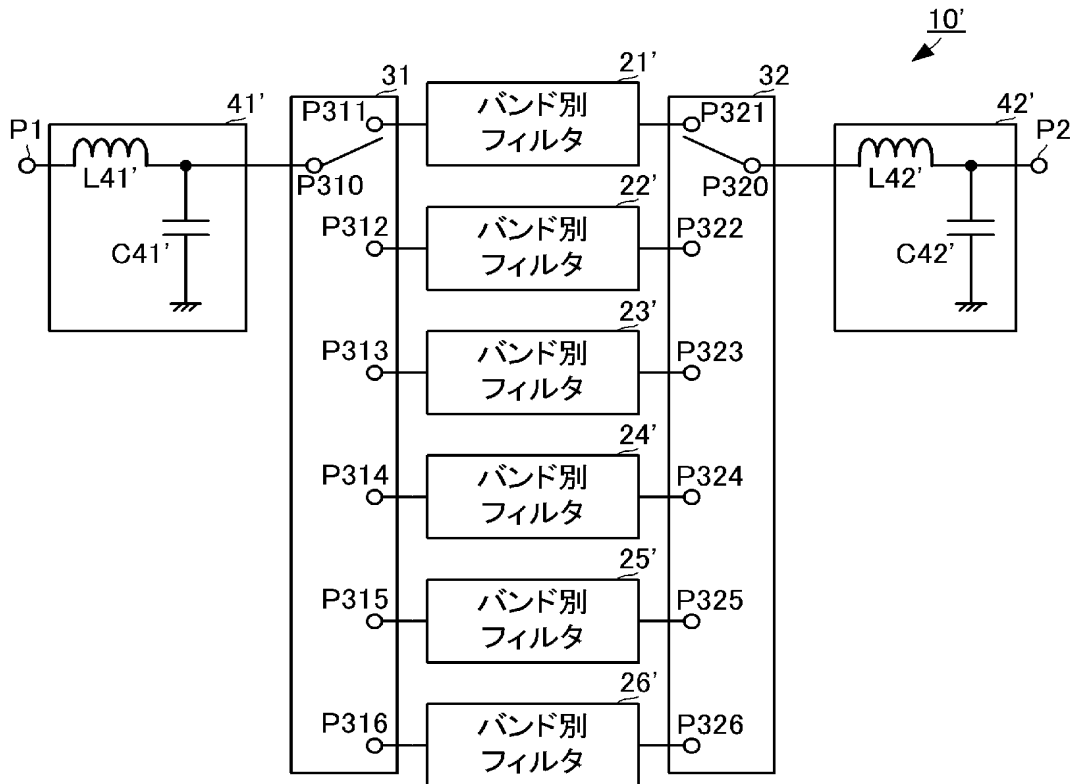 10'
31
21'
32
41'
42'
P1
P311
バンド別
フィルタ
P321
P2
L41'
P310
P320
L42'
22'
C41'
P312
バンド別
フィルタ
P322
C42'
23'
P313
バンド別
フィルタ
P323
24'
P314
バンド別
フィルタ
P324
25'
P315
バンド別
フィルタ
P325
26'
P316
バンド別
フィルタ
P326